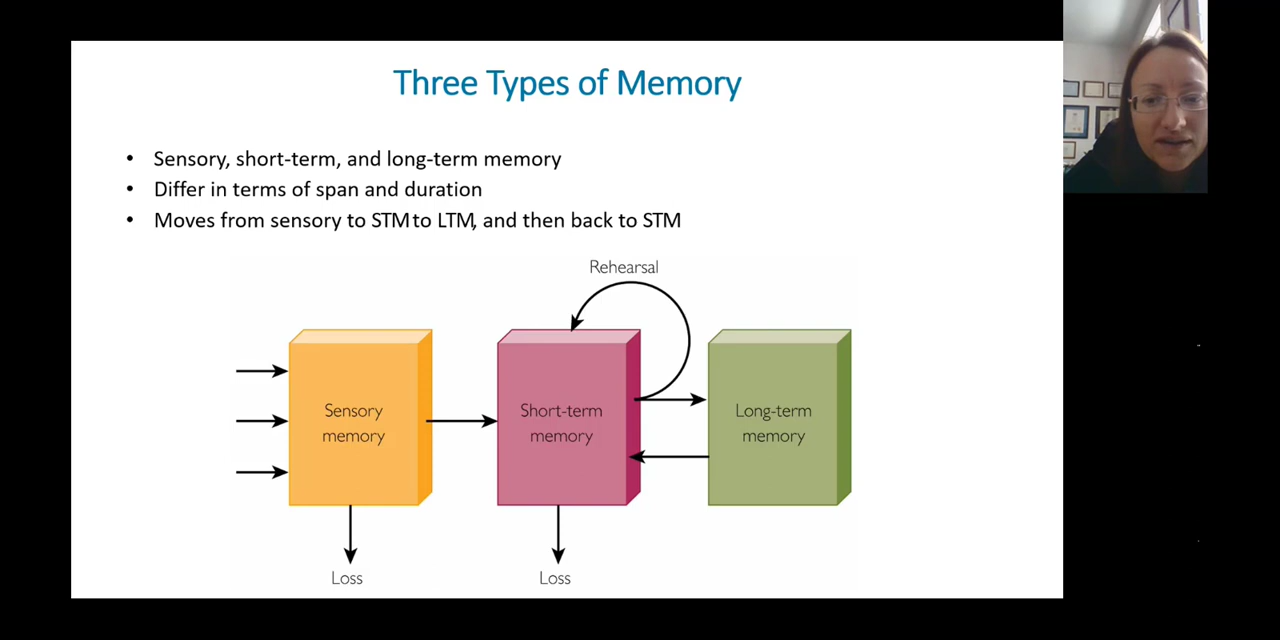 Three Types of Memory
• Sensory, short-term, and long-term memory
• Differ in terms of span and duration
• Moves from sensory to STM to LTM, and then back to STM
Rehearsal
Sensory
memory
Short-term
memory
Long-term
memory
Loss
Loss